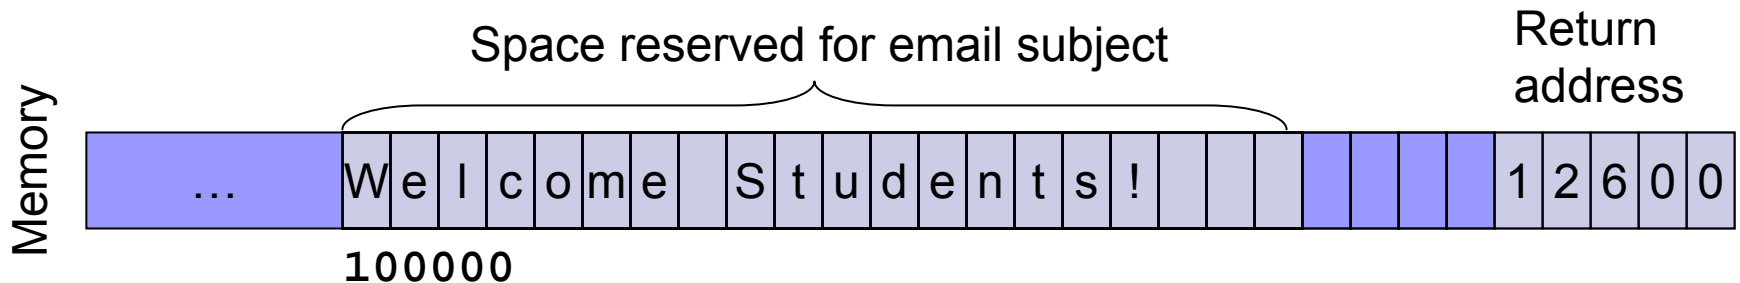 Space reserved for email subject
Return
address
Memory
... Welcome Students! 12600
100000